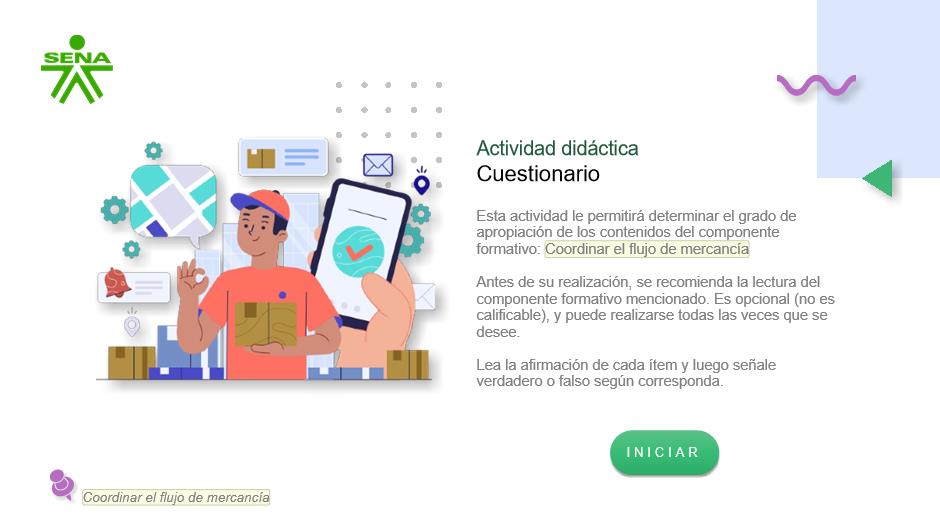 SENA
Actividad didáctica
Cuestionario
Esta actividad le permitirá determinar el grado de
apropiación de los contenidos del componente
formativo: Coordinar el flujo de mercancía
Antes de su realización, se recomienda la lectura del
componente formativo mencionado. Es opcional (no es
calificable), y puede realizarse todas las veces que se
desee.
Lea la afirmación de cada ítem y luego señale
verdadero o falso según corresponda.
INICIAR
Coordinar el flujo de mercancía